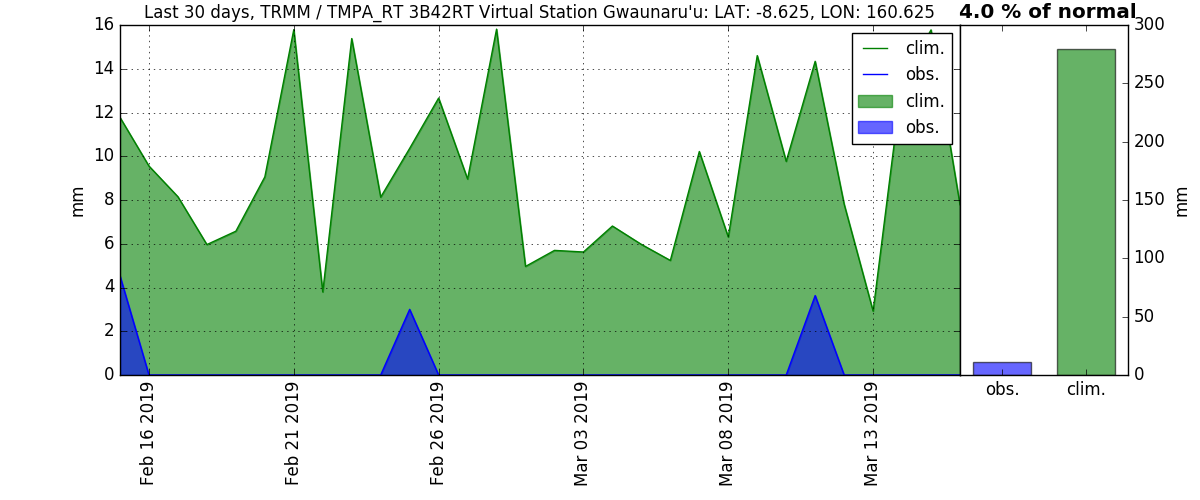 Last 30 days, TRMM / TMPA_RT 3B42RT Virtual Station Gwaunaru'u: LAT: -8.625, LON: 160.625
4.0 % of normal
16
14
12
10
8
6
4
2
0
mm
clim.
obs.
clim.
obs.
300
250
200
150
100
50
0
mm
Feb 16 2019
Feb 21 2019
Feb 26 2019
Mar 03 2019
Mar 08 2019
Mar 13 2019
obs.
clim.